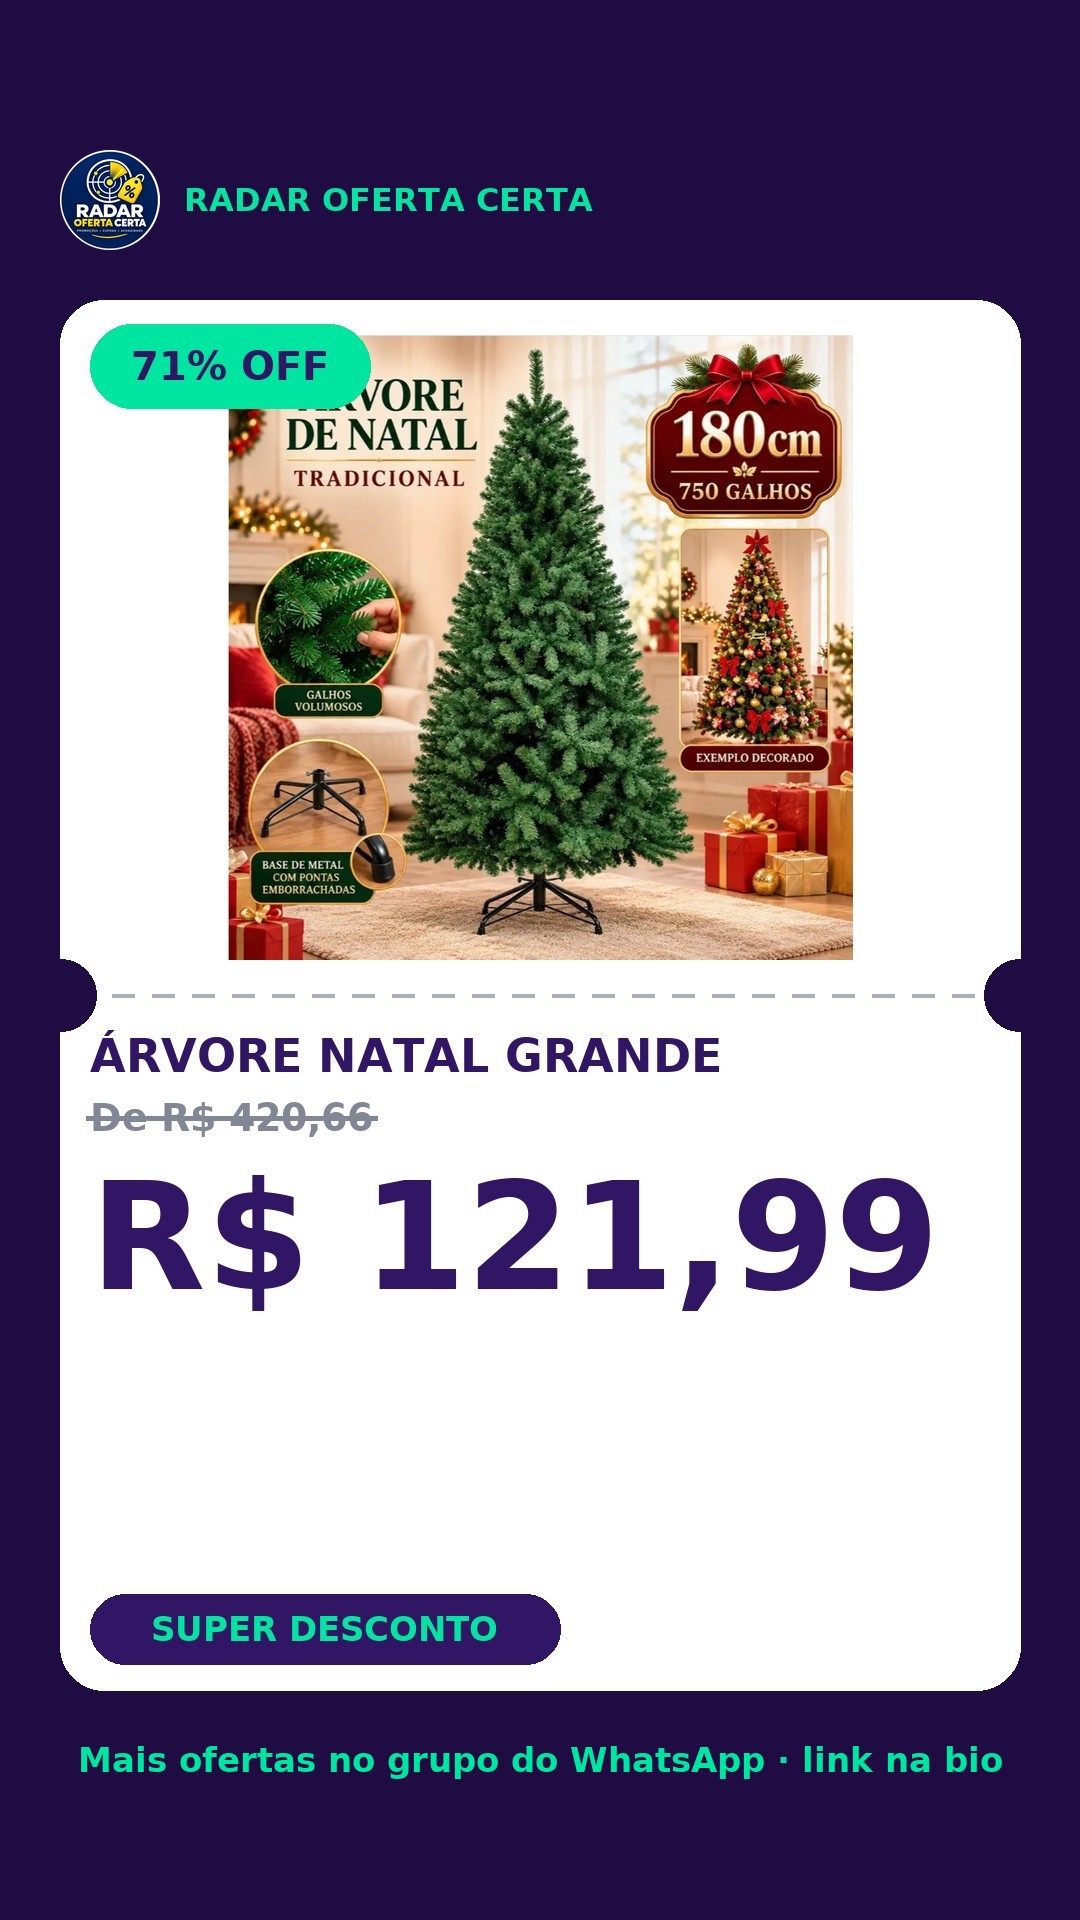 RADAR
OFERTA CERTA
RADAR OFERTA CERTA
71% OFF
ÁRVORE
DE NATAL
TRADICIONAL
180cm
750 GALHOS
GALHOS
VOLUMOSOS
EXEMPLO DECORADO
BASE DE METAL
COM PONTAS
EMBORRACHADAS
ÁRVORE NATAL GRANDE
De R$ 420,66
R$ 121,99
SUPER DESCONTO
Mais ofertas no grupo do WhatsApp · link na bio